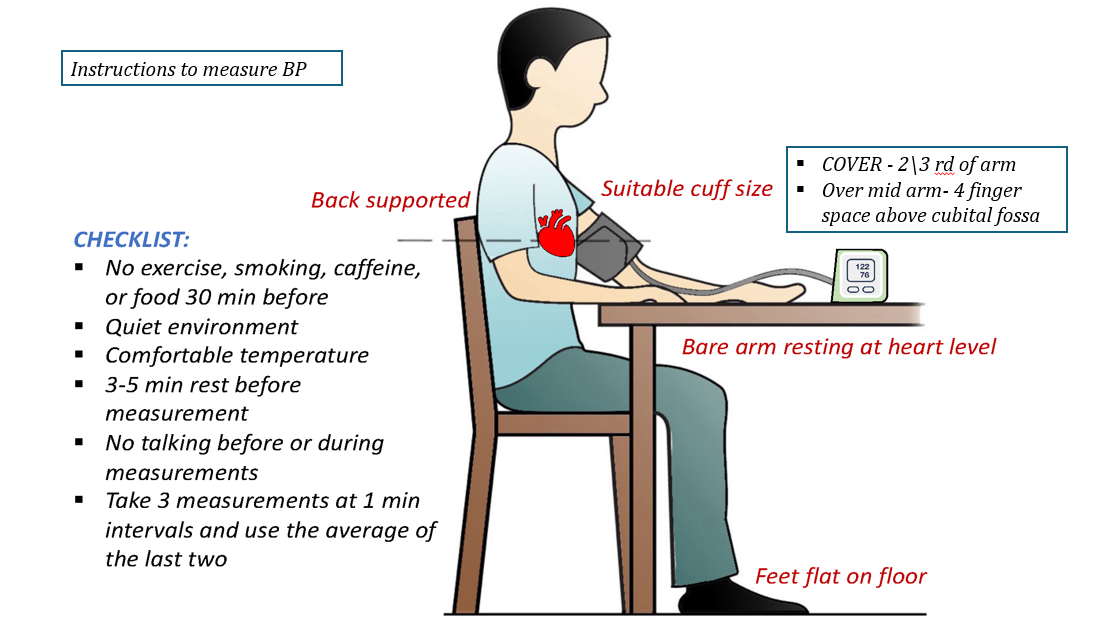 Instructions to measure BP
▪ COVER - 2\3 rd of arm
▪ Over mid arm- 4 finger
space above cubital fossa
Suitable cuff size
Back supported
CHECKLIST:
▪ No exercise, smoking, caffeine,
or food 30 min before
▪ Quiet environment
▪ Comfortable temperature
▪ 3-5 min rest before
measurement
▪ No talking before or during
measurements
▪ Take 3 measurements at 1 min
intervals and use the average of
the last two
122
76
Bare arm resting at heart level
Feet flat on floor